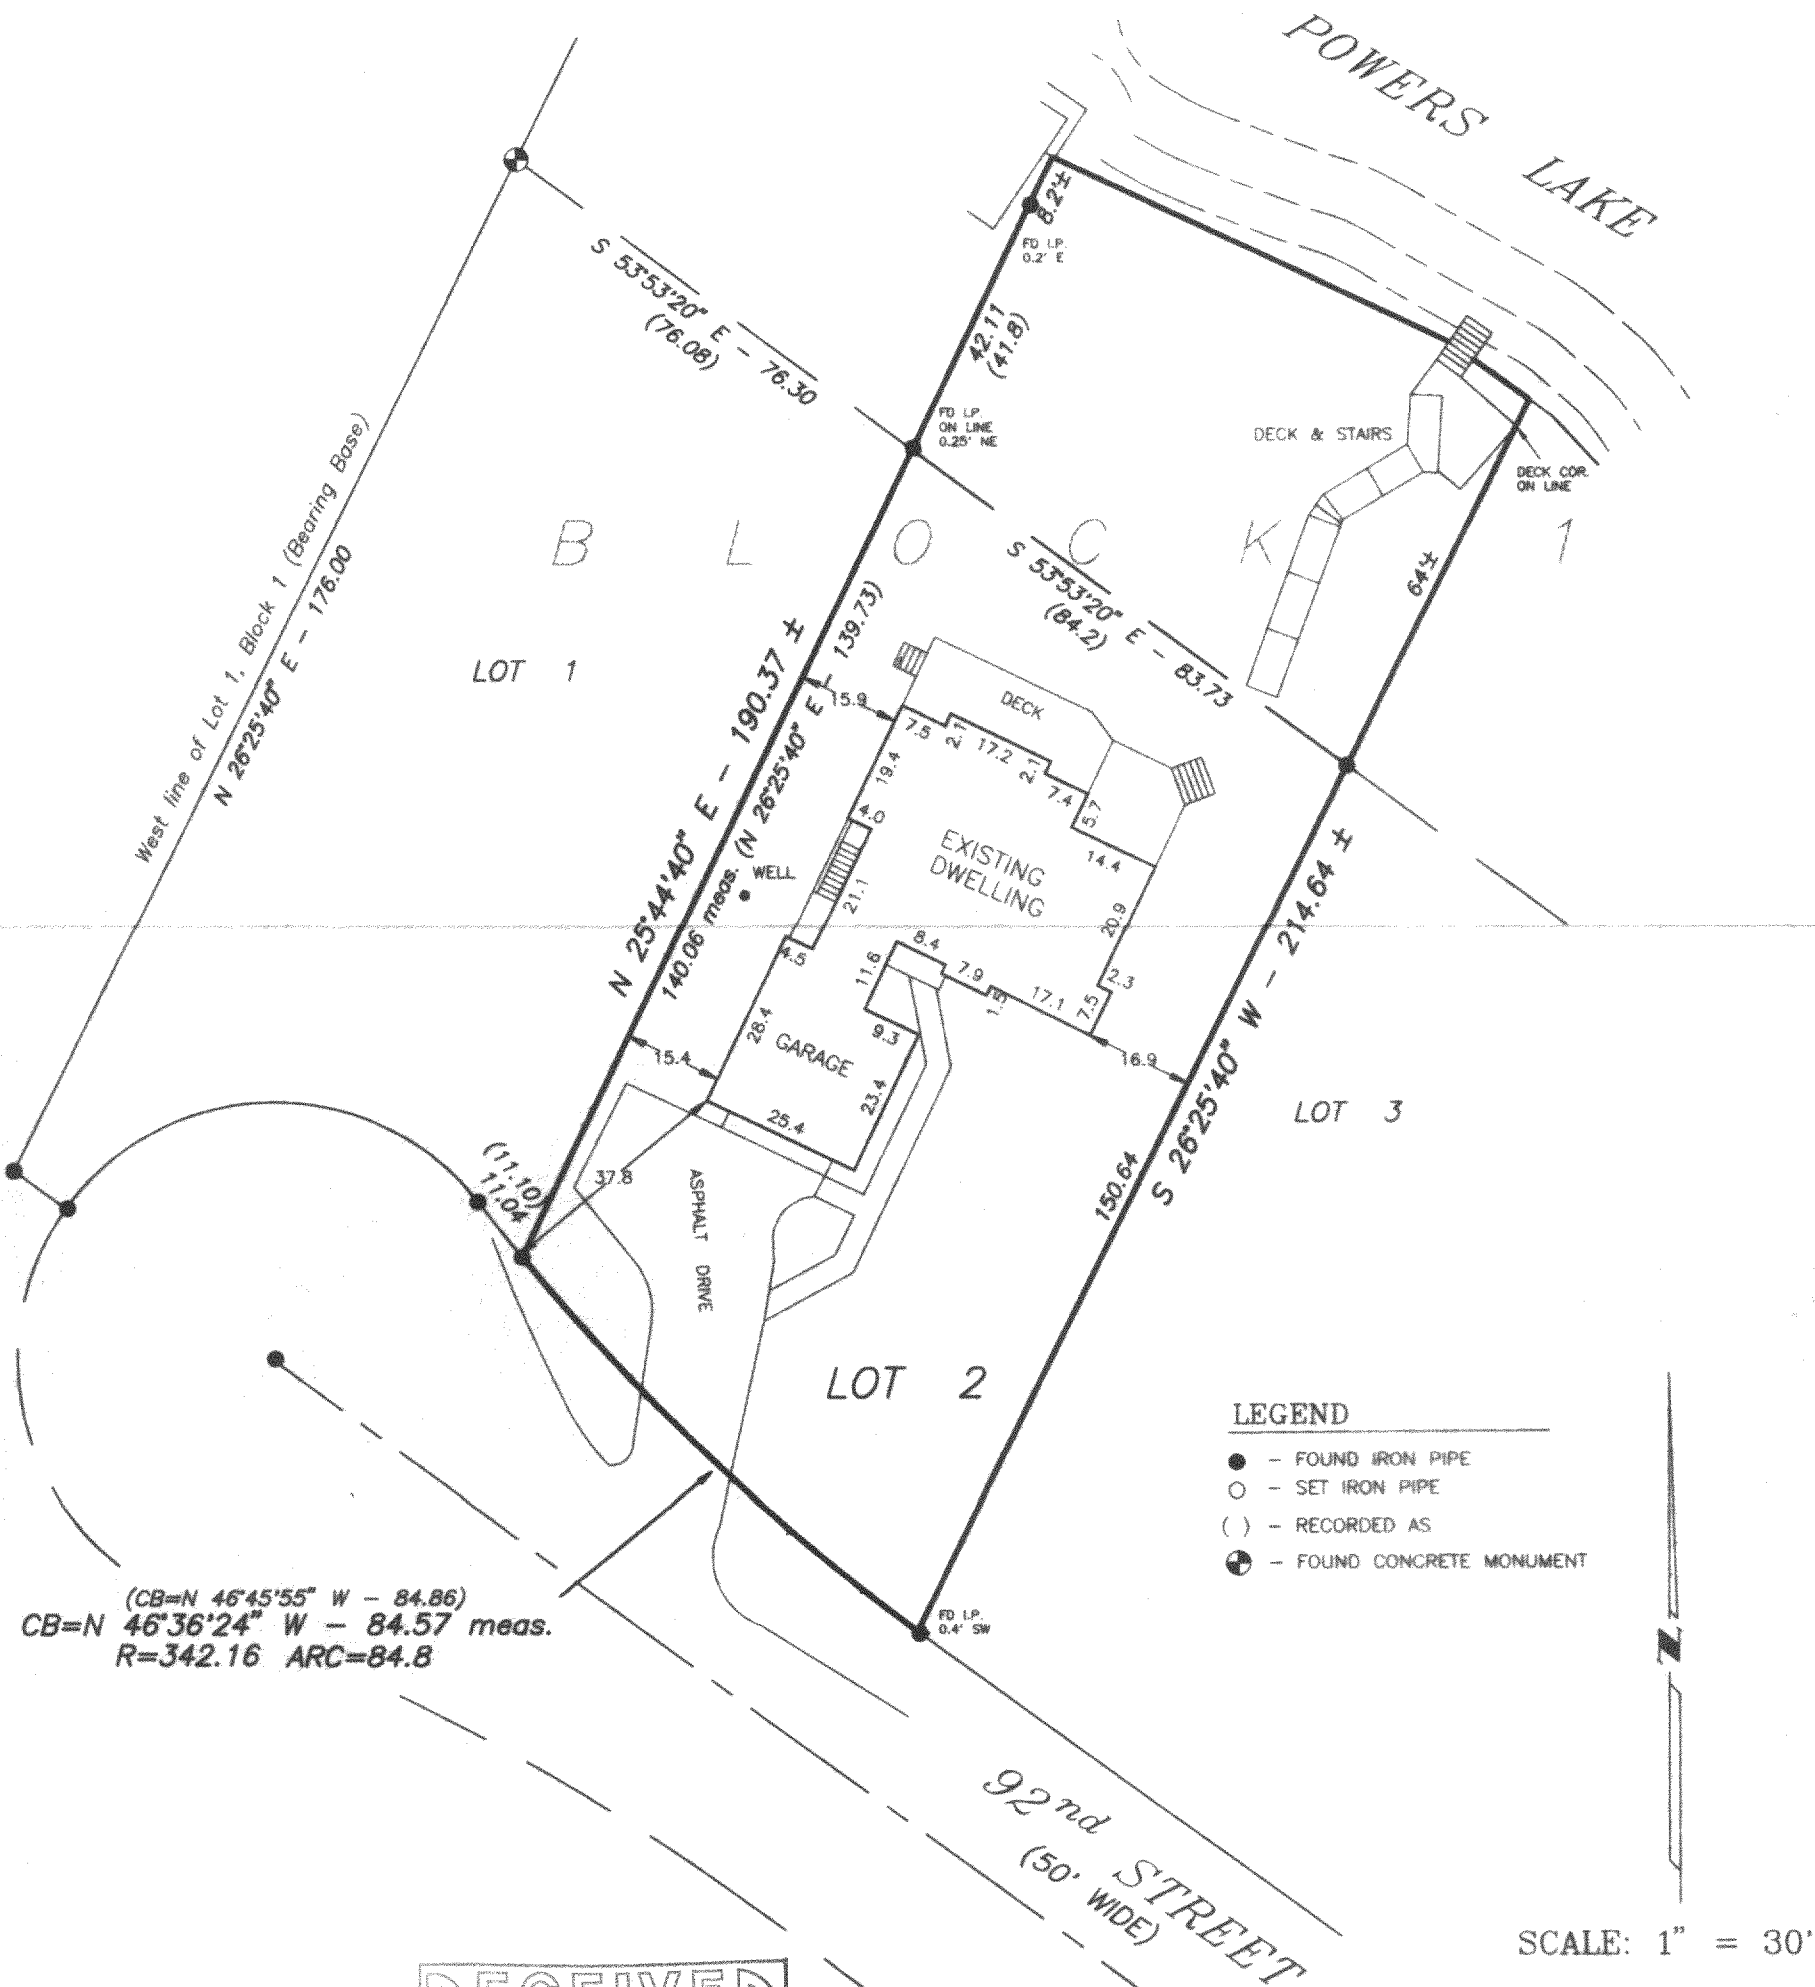 POWERS LAKE
8.2'±
FD I.P.
0.2' E
S 53°53'20" E - 76.30
(76.08)
42.11
(41.8)
FD I.P.
ON LINE
0.25' NE
DECK & STAIRS
DECK COR.
ON LINE
West line of Lot 1, Block 1 (Bearing Base)
N 26°25'40" E - 176.00
BLOCK 1
S 53°53'20" E - 83.73
(84.2)
64'±
LOT 1
N 25°44'40" E - 190.37 ±
140.06 meas. (N 26°25'40" E - 139.73)
15.9
DECK
7.5
2.1
17.2
2.1
7.4
5.7
14.4
19.4
4.0
EXISTING
DWELLING
WELL
21.1
20.9
4.5
8.4
11.6
7.9
1.5
17.1
2.3
7.5
9.3
28.4
GARAGE
15.4
16.9
23.4
25.4
S 26°25'40" W - 214.64 ±
150.64
LOT 3
(11.10)
11.04
37.8
ASPHALT DRIVE
LOT 2
LEGEND
- FOUND IRON PIPE
- SET IRON PIPE
( ) - RECORDED AS
- FOUND CONCRETE MONUMENT
(CB=N 46°45'55" W - 84.86)
CB=N 46°36'24" W - 84.57 meas.
R=342.16 ARC=84.8
FD I.P.
0.4' SW
N
92nd STREET
(50' WIDE)
SCALE: 1" = 30'
RECEIVED